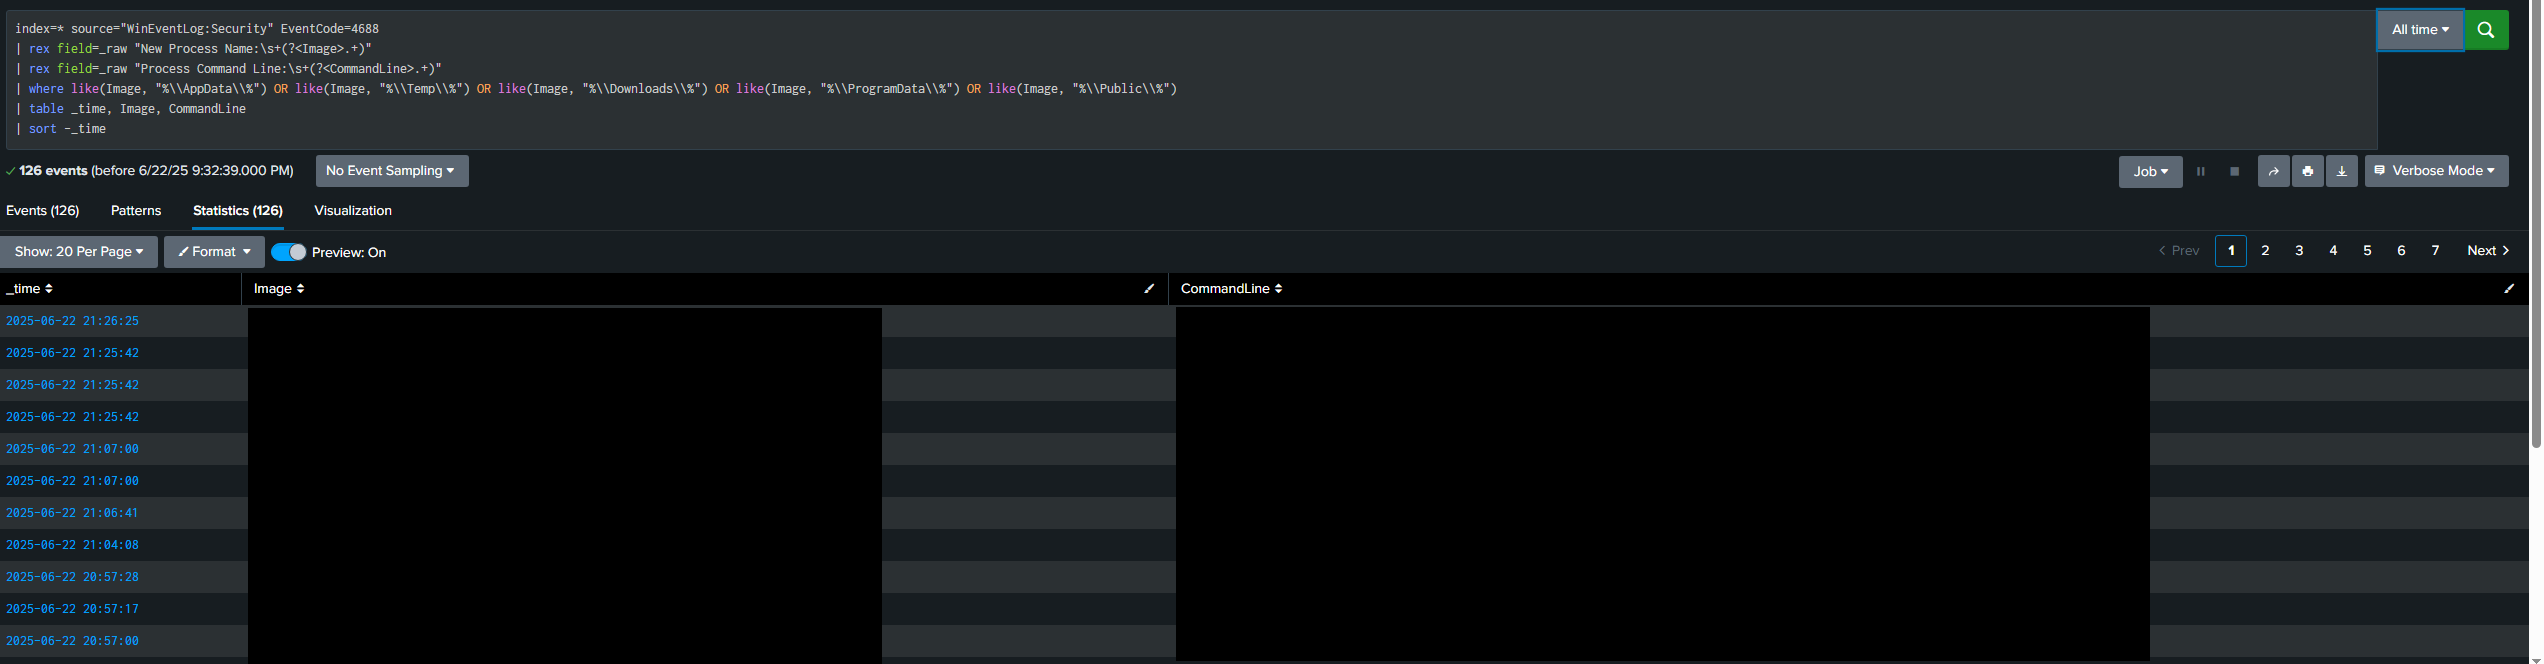 index=* source="WinEventLog:Security" EventCode=4688
| rex field=_raw "New Process Name:\s+(?<Image>.+)"
| rex field=_raw "Process Command Line:\s+(?<CommandLine>.+)"
| where like(Image, "%\\AppData\\%") OR like(Image, "%\\Temp\\%") OR like(Image, "%\\Downloads\\%") OR like(Image, "%\\ProgramData\\%") OR like(Image, "%\\Public\\%")
| table _time, Image, CommandLine
| sort -_time
All time
126 events (before 6/22/25 9:32:39.000 PM)
No Event Sampling
Job
Verbose Mode
Events (126) Patterns Statistics (126) Visualization
Show: 20 Per Page Format Preview: On
Prev 1 2 3 4 5 6 7 Next
_time Image CommandLine
2025-06-22 21:26:25
2025-06-22 21:25:42
2025-06-22 21:25:42
2025-06-22 21:25:42
2025-06-22 21:07:00
2025-06-22 21:07:00
2025-06-22 21:06:41
2025-06-22 21:04:08
2025-06-22 20:57:28
2025-06-22 20:57:17
2025-06-22 20:57:00